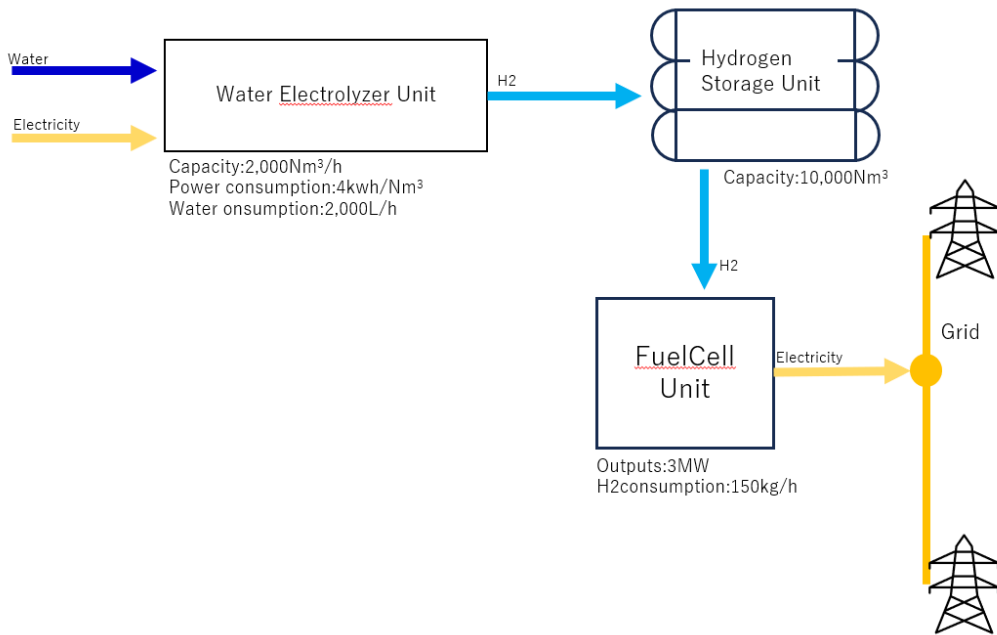 Water
Electricity
Water Electrolyzer Unit
Capacity:2,000Nm³/h
Power consumption:4kwh/Nm³
Water onsumption:2,000L/h
H2
Hydrogen
Storage Unit
Capacity:10,000Nm³
H2
FuelCell
Unit
Outputs:3MW
H2consumption:150kg/h
Electricity
Grid